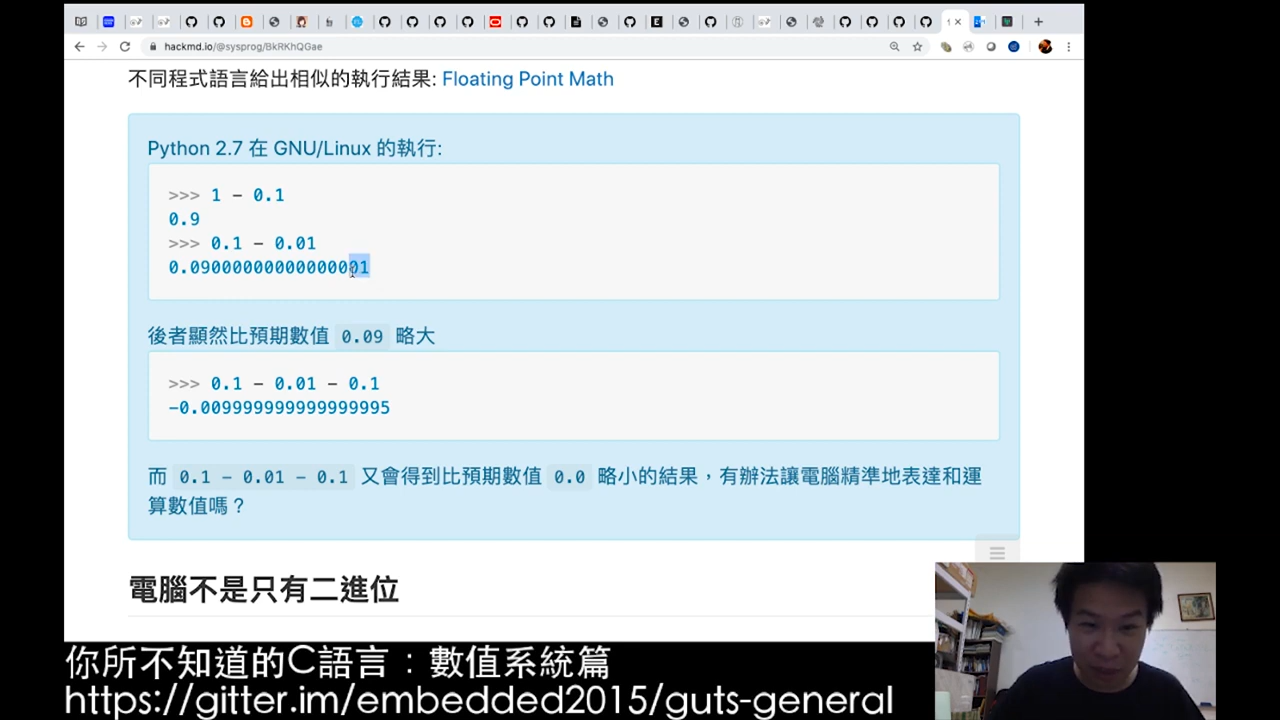 hackmd.io/@sysprog/BkRKhQGae
不同程式語言給出相似的執行結果: Floating Point Math
Python 2.7 在 GNU/Linux 的執行:
>>> 1 - 0.1
0.9
>>> 0.1 - 0.01
0.09000000000000001
後者顯然比預期數值 0.09 略大
>>> 0.1 - 0.01 - 0.1
-0.009999999999999995
而 0.1 - 0.01 - 0.1 又會得到比預期數值 0.0 略小的結果，有辦法讓電腦精準地表達和運
算數值嗎？
電腦不是只有二進位
你所不知道的C語言：數值系統篇
https://gitter.im/embedded2015/guts-general